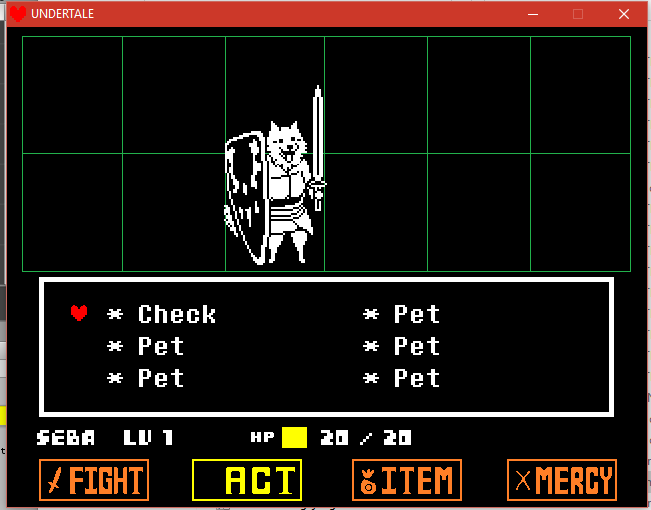 UNDERTALE
* Check * Pet
* Pet * Pet
* Pet * Pet
SEBA LV 1 HP 20 / 20
FIGHT ACT ITEM MERCY